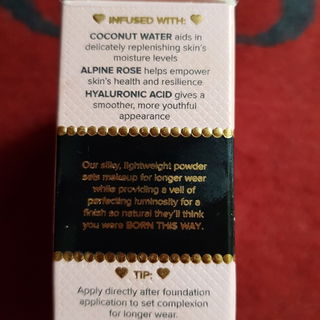 INFUSED WITH:
COCONUT WATER aids in
delicately replenishing skin's
moisture levels
ALPINE ROSE helps empower
skin's health and resilience
HYALURONIC ACID gives a
smoother, more youthful
appearance
Our silky, lightweight powder
sets makeup for longer wear
while providing a veil of
perfecting luminosity for a
finish so natural they'll think
you were BORN THIS WAY.
TIP:
Apply directly after foundation
application to set complexion
for longer wear.